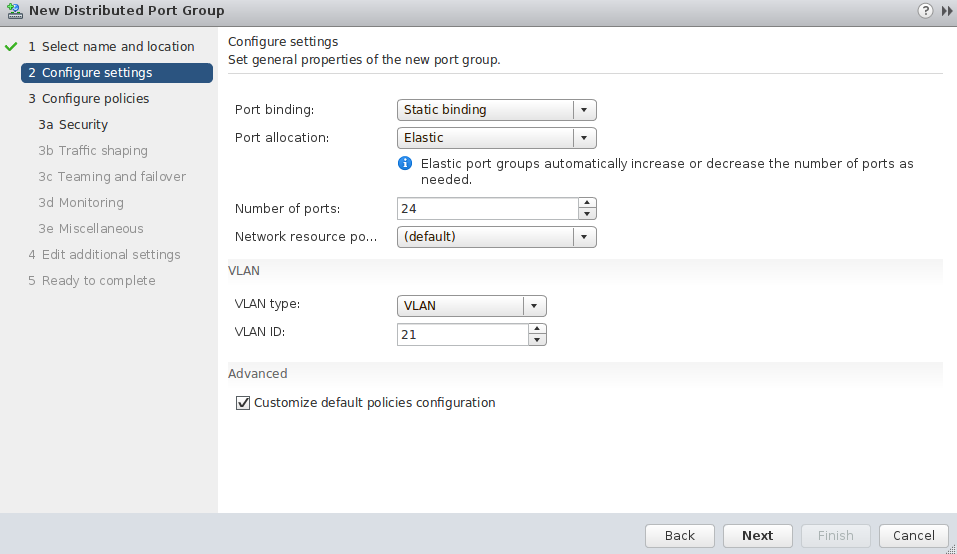 New Distributed Port Group
?
1 Select name and location
2 Configure settings
3 Configure policies
3a Security
3b Traffic shaping
3c Teaming and failover
3d Monitoring
3e Miscellaneous
4 Edit additional settings
5 Ready to complete
Configure settings
Set general properties of the new port group.
Port binding: Static binding
Port allocation: Elastic
Elastic port groups automatically increase or decrease the number of ports as
needed.
Number of ports: 24
Network resource po... (default)
VLAN
VLAN type: VLAN
VLAN ID: 21
Advanced
Customize default policies configuration
Back Next Finish Cancel